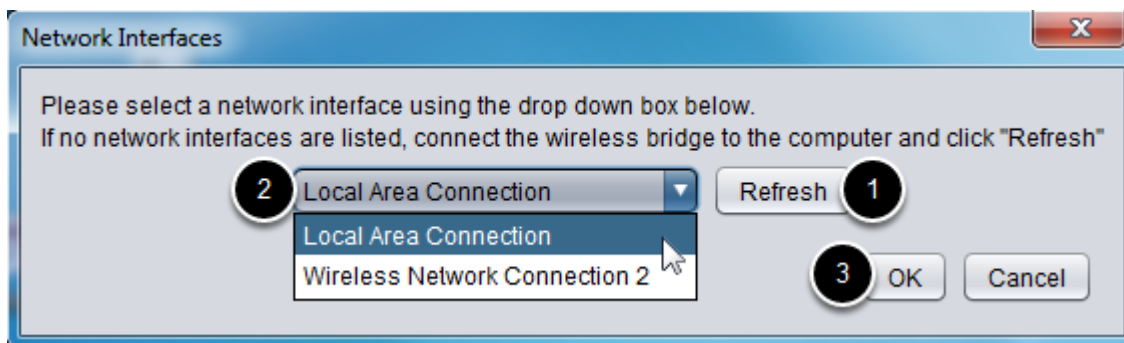 Network Interfaces
Please select a network interface using the drop down box below.
If no network interfaces are listed, connect the wireless bridge to the computer and click "Refresh"
2 Local Area Connection Refresh 1
Local Area Connection
Wireless Network Connection 2
3 OK Cancel